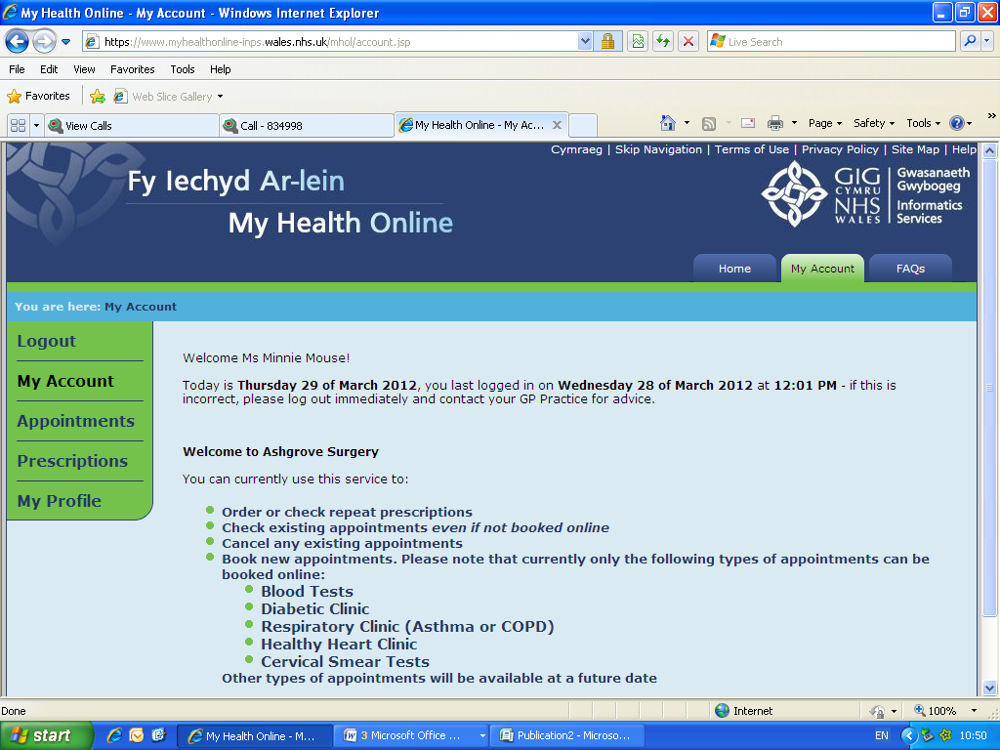 My Health Online - My Account - Windows Internet Explorer
https://www.myhealthonline-inps.wales.nhs.uk/mhol/account.jsp
Live Search
File Edit View Favorites Tools Help
Favorites Web Slice Gallery
View Calls Call - 834998 My Health Online - My Ac... Page Safety Tools
Cymraeg | Skip Navigation | Terms of Use | Privacy Policy | Site Map | Help
Fy Iechyd Ar-lein
My Health Online
GIG
CYMRU
NHS
WALES
Gwasanaeth
Gwybogeg
Informatics
Services
Home My Account FAQs
You are here: My Account
Logout
My Account
Appointments
Prescriptions
My Profile
Welcome Ms Minnie Mouse!
Today is Thursday 29 of March 2012, you last logged in on Wednesday 28 of March 2012 at 12:01 PM - if this is
incorrect, please log out immediately and contact your GP Practice for advice.
Welcome to Ashgrove Surgery
You can currently use this service to:
Order or check repeat prescriptions
Check existing appointments even if not booked online
Cancel any existing appointments
Book new appointments. Please note that currently only the following types of appointments can be
booked online:
Blood Tests
Diabetic Clinic
Respiratory Clinic (Asthma or COPD)
Healthy Heart Clinic
Cervical Smear Tests
Other types of appointments will be available at a future date
Done Internet 100%
start My Health Online - M... 3 Microsoft Office ... Publication2 - Microso... EN 10:50